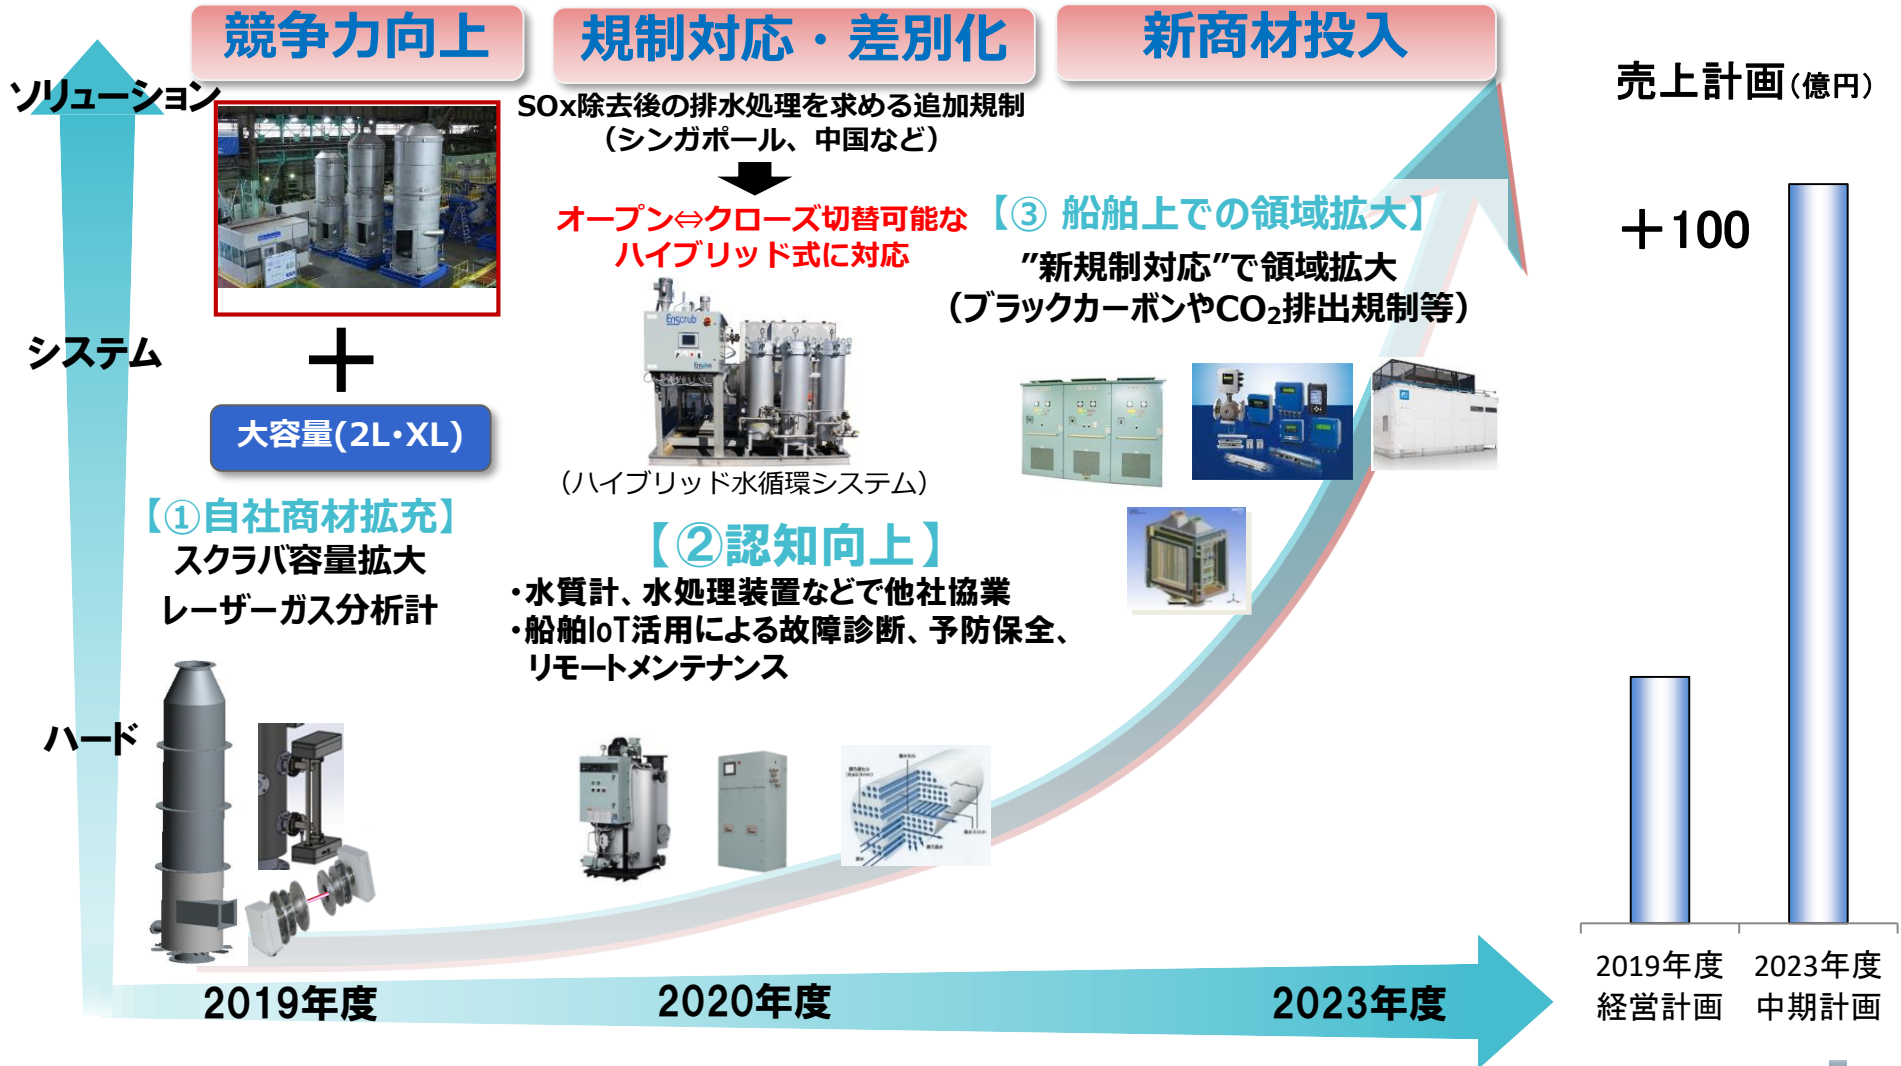 競争力向上
規制対応・差別化
新商材投入
売上計画(億円)
ソリューション
システム
ハード
大容量(2L・XL)
【①自社商材拡充】
スクラバ容量拡大
レーザーガス分析計
SOx除去後の排水処理を求める追加規制
（シンガポール、中国など）
オープン⇔クローズ切替可能な
ハイブリッド式に対応
Enscrub
（ハイブリッド水循環システム）
【②認知向上】
・水質計、水処理装置などで他社協業
・船舶IoT活用による故障診断、予防保全、
リモートメンテナンス
【③ 船舶上での領域拡大】
”新規制対応”で領域拡大
（ブラックカーボンやCO₂排出規制等）
＋100
2019年度
2020年度
2023年度
2019年度
経営計画
2023年度
中期計画